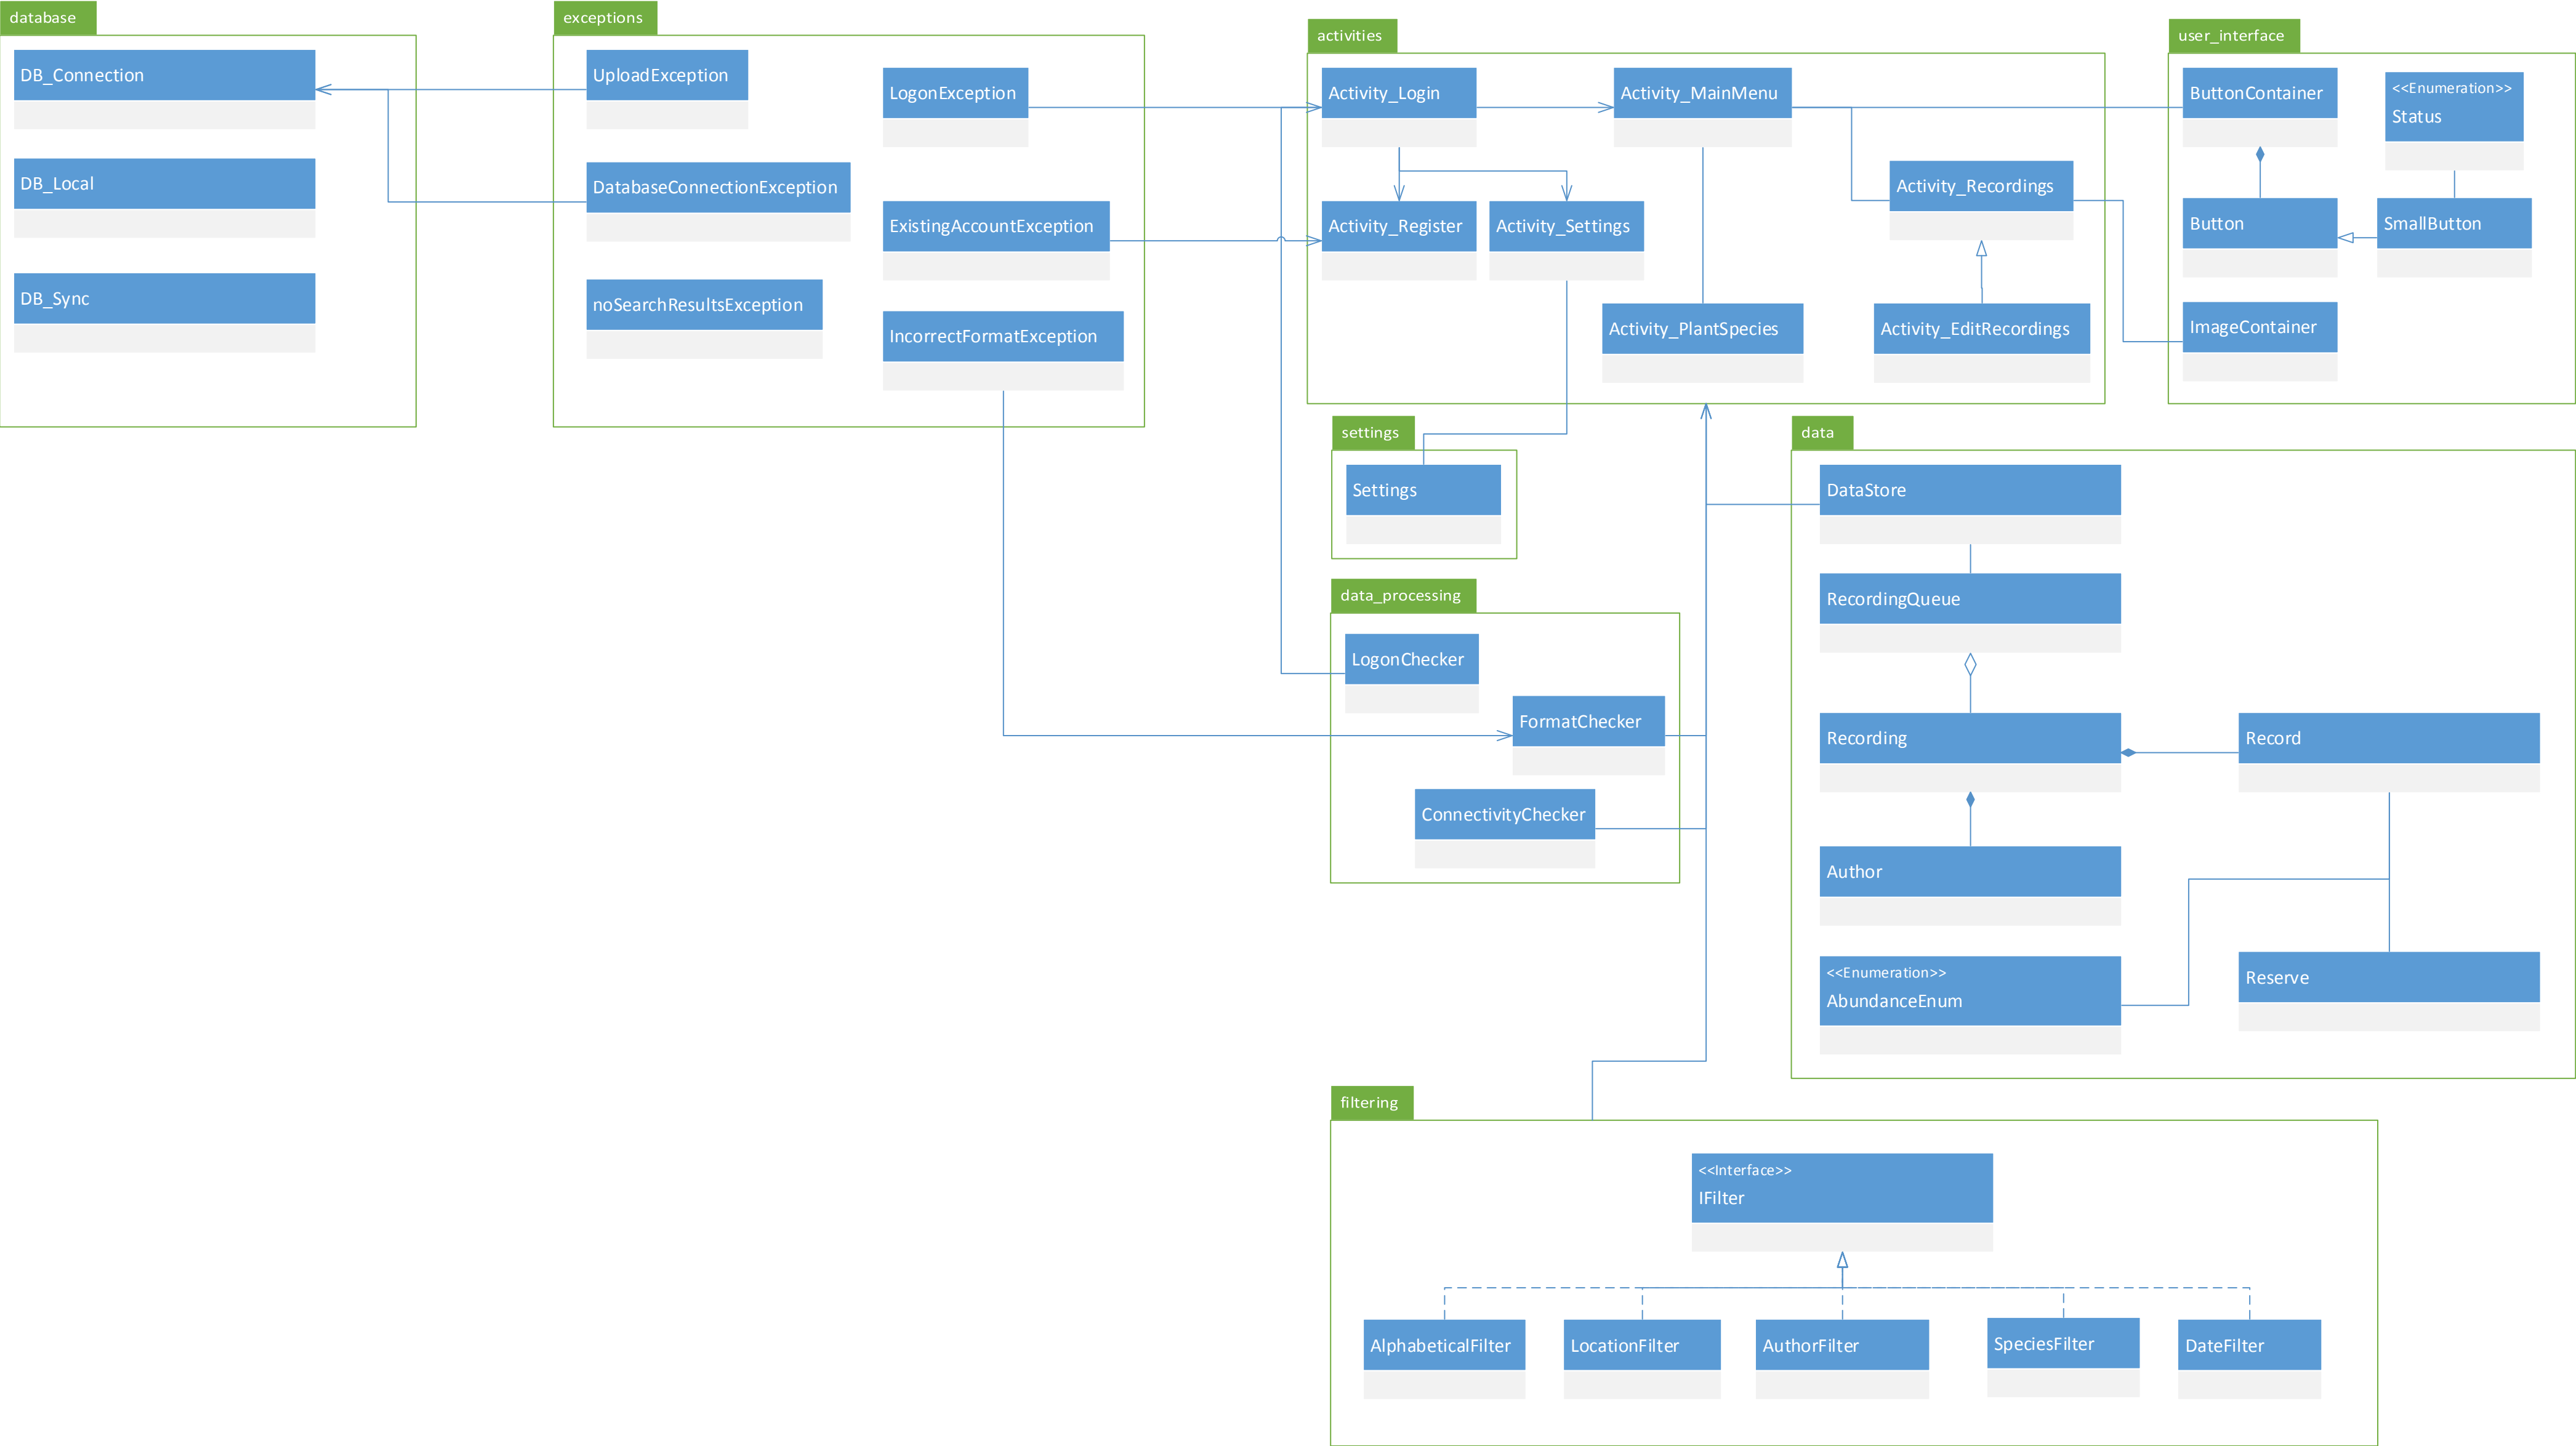 database
DB_Connection
DB_Local
DB_Sync
exceptions
UploadException
LogonException
DatabaseConnectionException
ExistingAccountException
noSearchResultsException
IncorrectFormatException
activities
Activity_Login
Activity_MainMenu
Activity_Recordings
Activity_Register
Activity_Settings
Activity_PlantSpecies
Activity_EditRecordings
user_interface
ButtonContainer
<<Enumeration>>
Status
Button
SmallButton
ImageContainer
settings
Settings
data_processing
LogonChecker
FormatChecker
ConnectivityChecker
data
DataStore
RecordingQueue
Recording
Record
Author
<<Enumeration>>
AbundanceEnum
Reserve
filtering
<<Interface>>
IFilter
AlphabeticalFilter
LocationFilter
AuthorFilter
SpeciesFilter
DateFilter